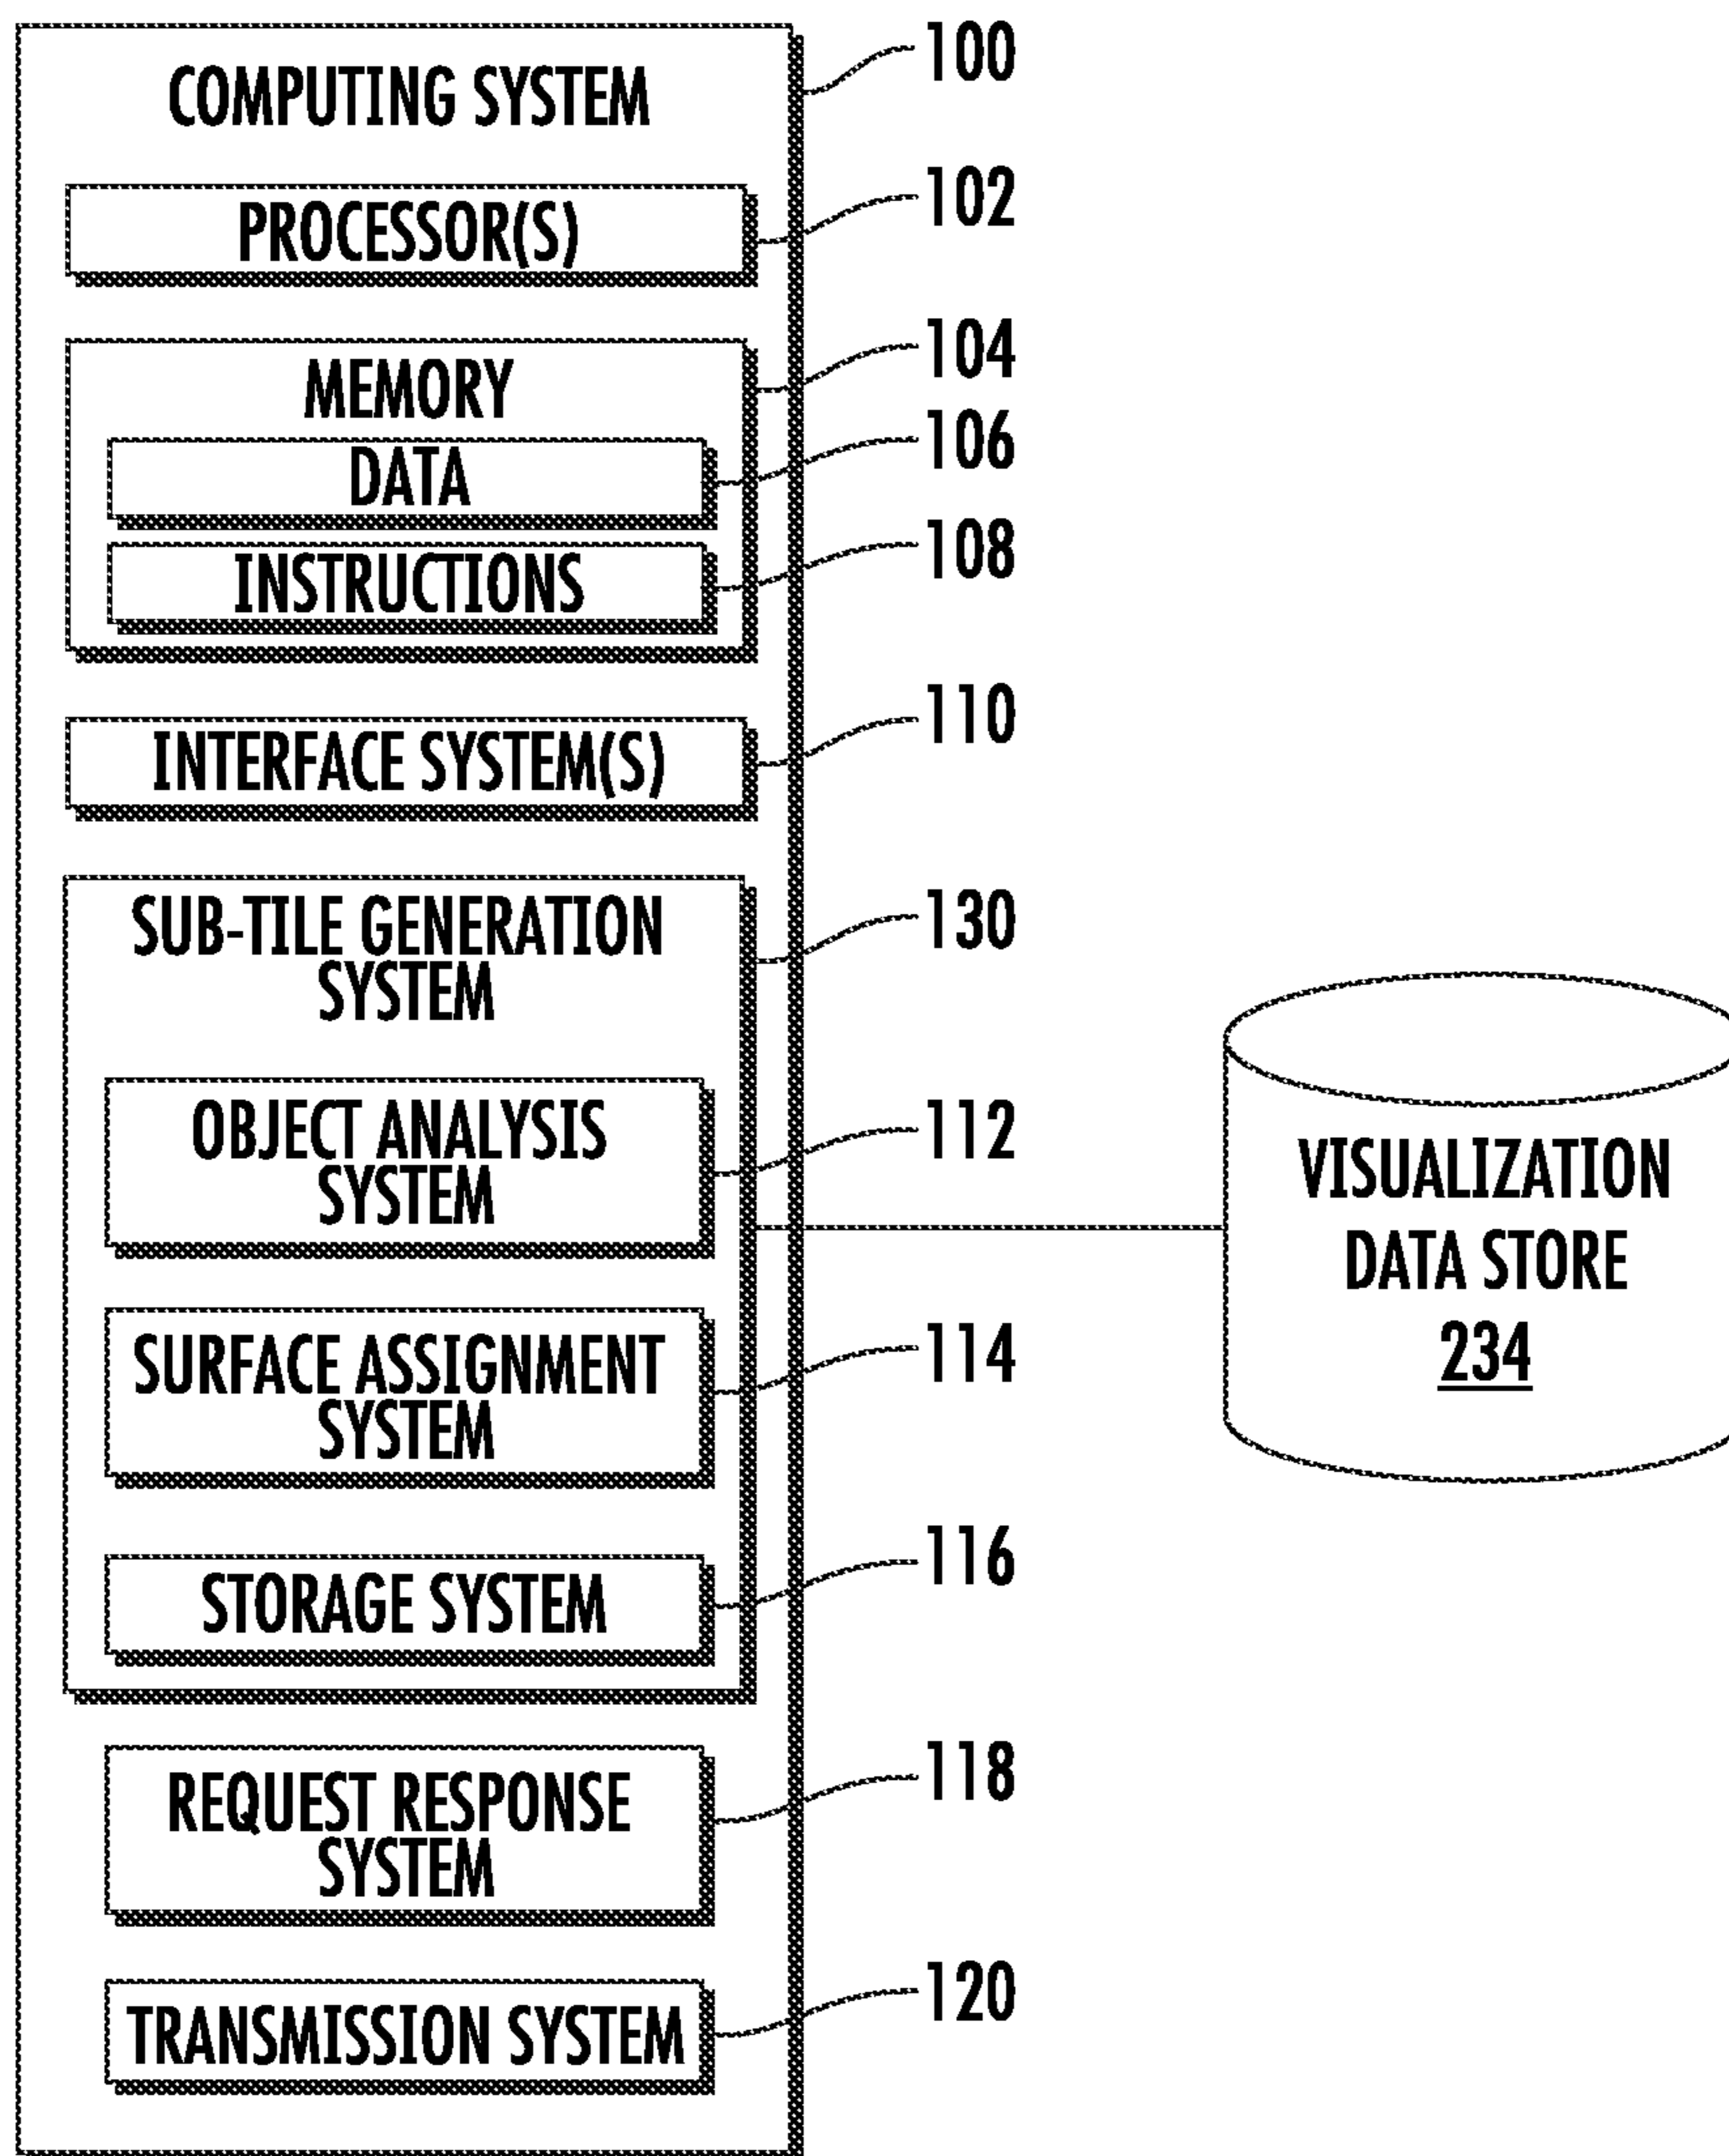 COMPUTING SYSTEM
100
PROCESSOR(S)
102
MEMORY
104
DATA
106
INSTRUCTIONS
108
INTERFACE SYSTEM(S)
110
SUB-TILE GENERATION
SYSTEM
130
OBJECT ANALYSIS
SYSTEM
112
SURFACE ASSIGNMENT
SYSTEM
114
STORAGE SYSTEM
116
REQUEST RESPONSE
SYSTEM
118
TRANSMISSION SYSTEM
120
VISUALIZATION
DATA STORE
234